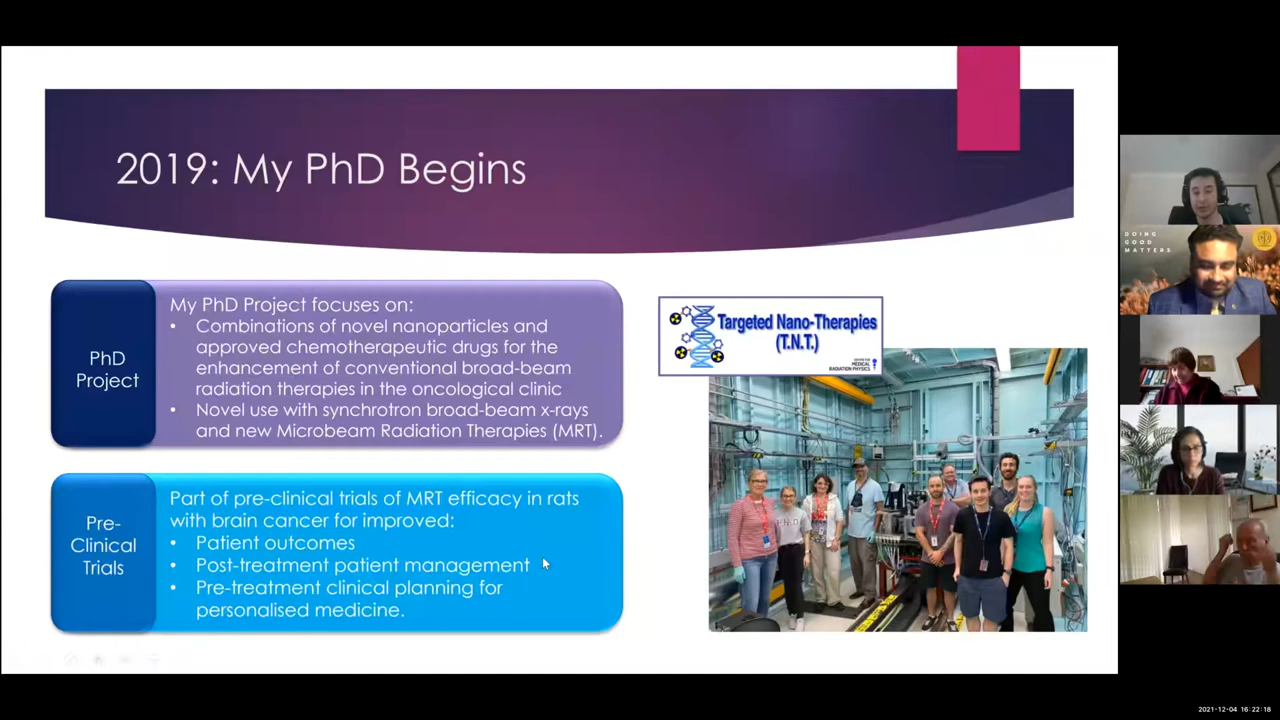 2019: My PhD Begins
PhD
Project
My PhD Project focuses on:
• Combinations of novel nanoparticles and
approved chemotherapeutic drugs for the
enhancement of conventional broad-beam
radiation therapies in the oncological clinic
• Novel use with synchrotron broad-beam x-rays
and new Microbeam Radiation Therapies (MRT).
Pre-
Clinical
Trials
Part of pre-clinical trials of MRT efficacy in rats
with brain cancer for improved:
• Patient outcomes
• Post-treatment patient management
• Pre-treatment clinical planning for
personalised medicine.
Targeted Nano-Therapies
(T.N.T.)
CENTRE FOR
MEDICAL
RADIATION PHYSICS
DOING
GOOD
MATTERS
2021-12-04 16:22:18